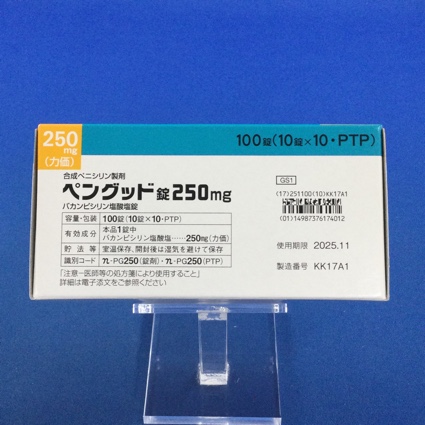 250
mg
(力価)
100錠(10錠×10・PTP)
合成ペニシリン製剤
ペングッド錠250mg
バカンピシリン塩酸塩錠
容量・包装 100錠(10錠×10・PTP)
有効成分 本品1錠中
バカンピシリン塩酸塩……250mg(力価)
貯法等 室温保存、開封後は湿気を避けて保存
識別コード n・PG250(錠剤)・n・PG250(PTP)
「注意-医師等の処方箋により使用すること」
詳細は電子添文をご参照ください
GS1
(17)251100(10)KK17A1
(01)14987376174012
使用期限 2025.11
製造番号 KK17A1